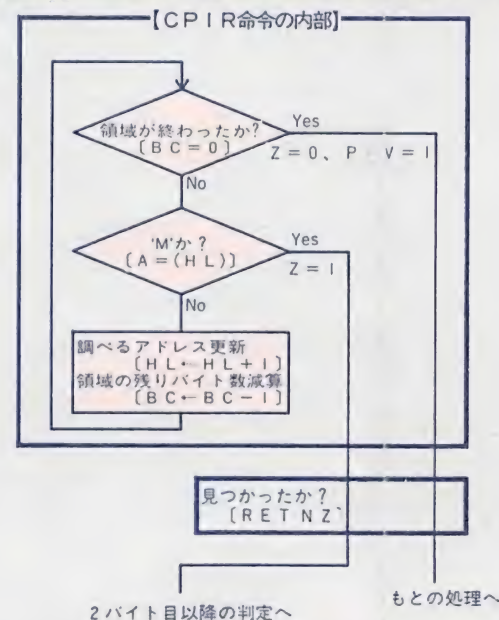 【CPIR命令の内部】
領域が終わったか?
〔BC=0〕
Yes
Z=0、P・V=1
No
'M'か?
〔A=(HL)〕
Yes
Z=1
No
調べるアドレス更新
〔HL←HL+1〕
領域の残りバイト数減算
〔BC←BC-1〕
見つかったか?
〔RET NZ〕
2バイト目以降の判定へ
もとの処理へ